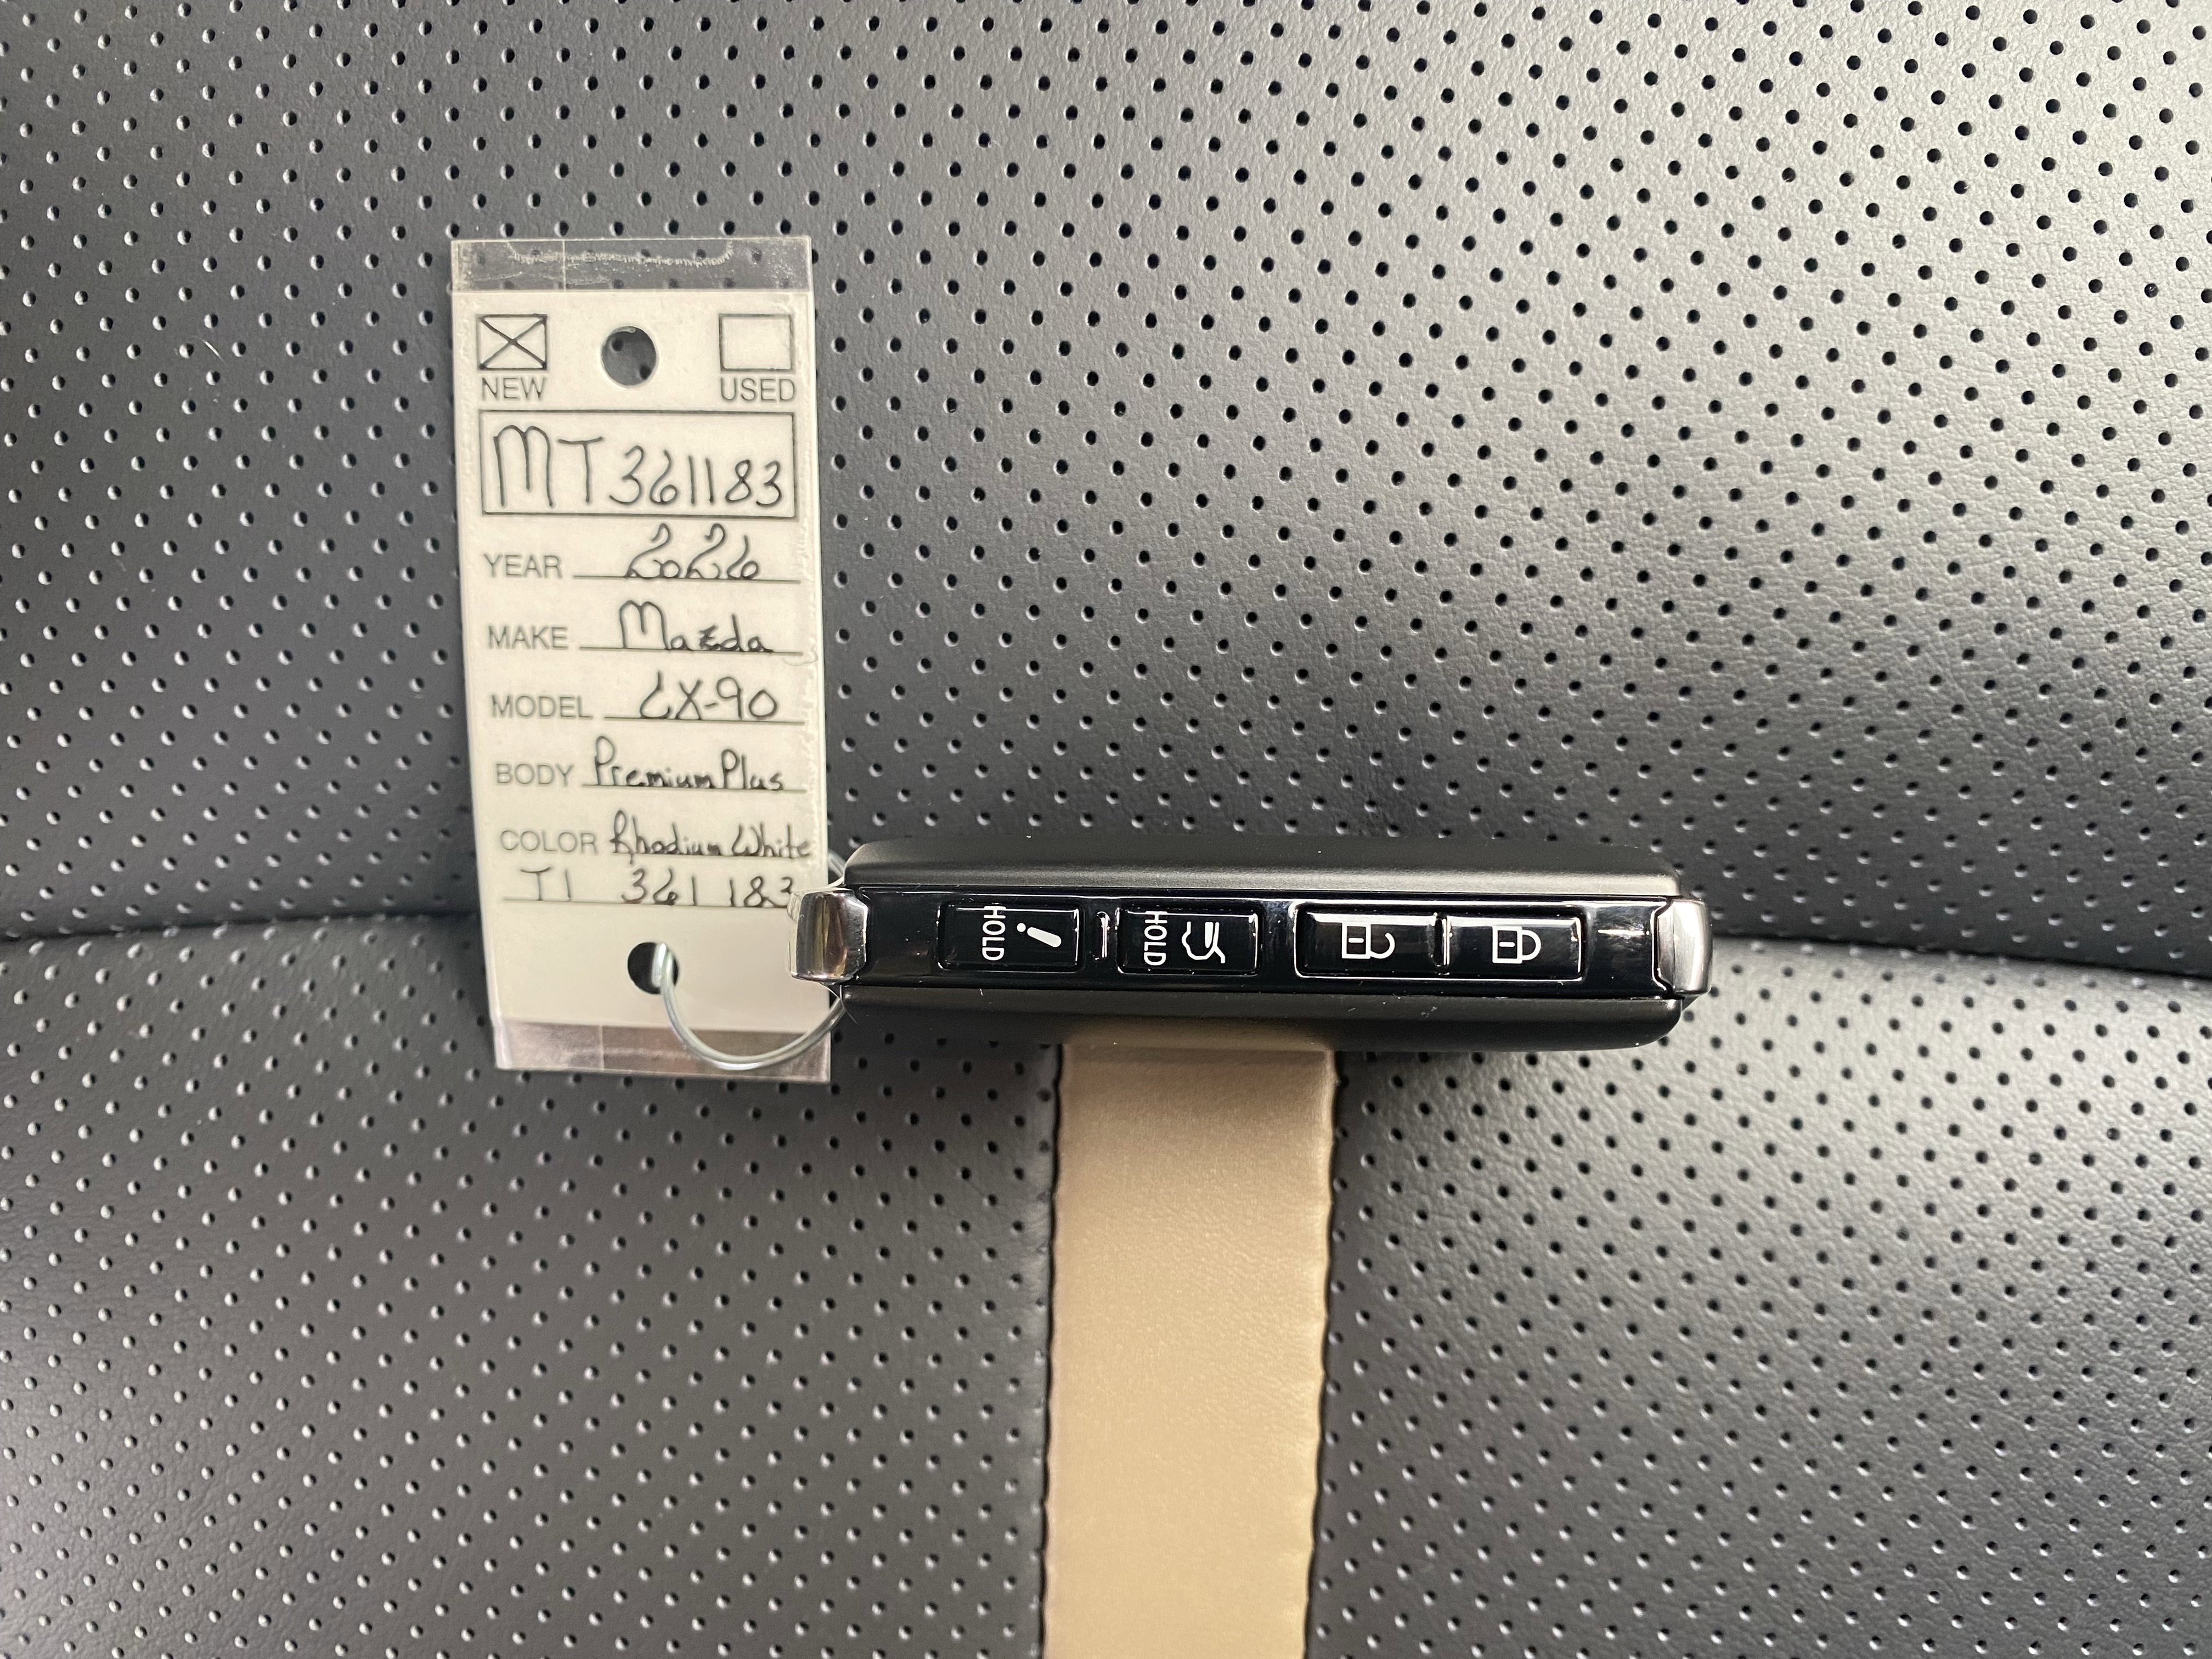 NEW USED
MT361183
YEAR 2026
MAKE Mazda
MODEL CX-90
BODY Premium Plus
COLOR Rhodium White
T1 361183
HOLD
HOLD